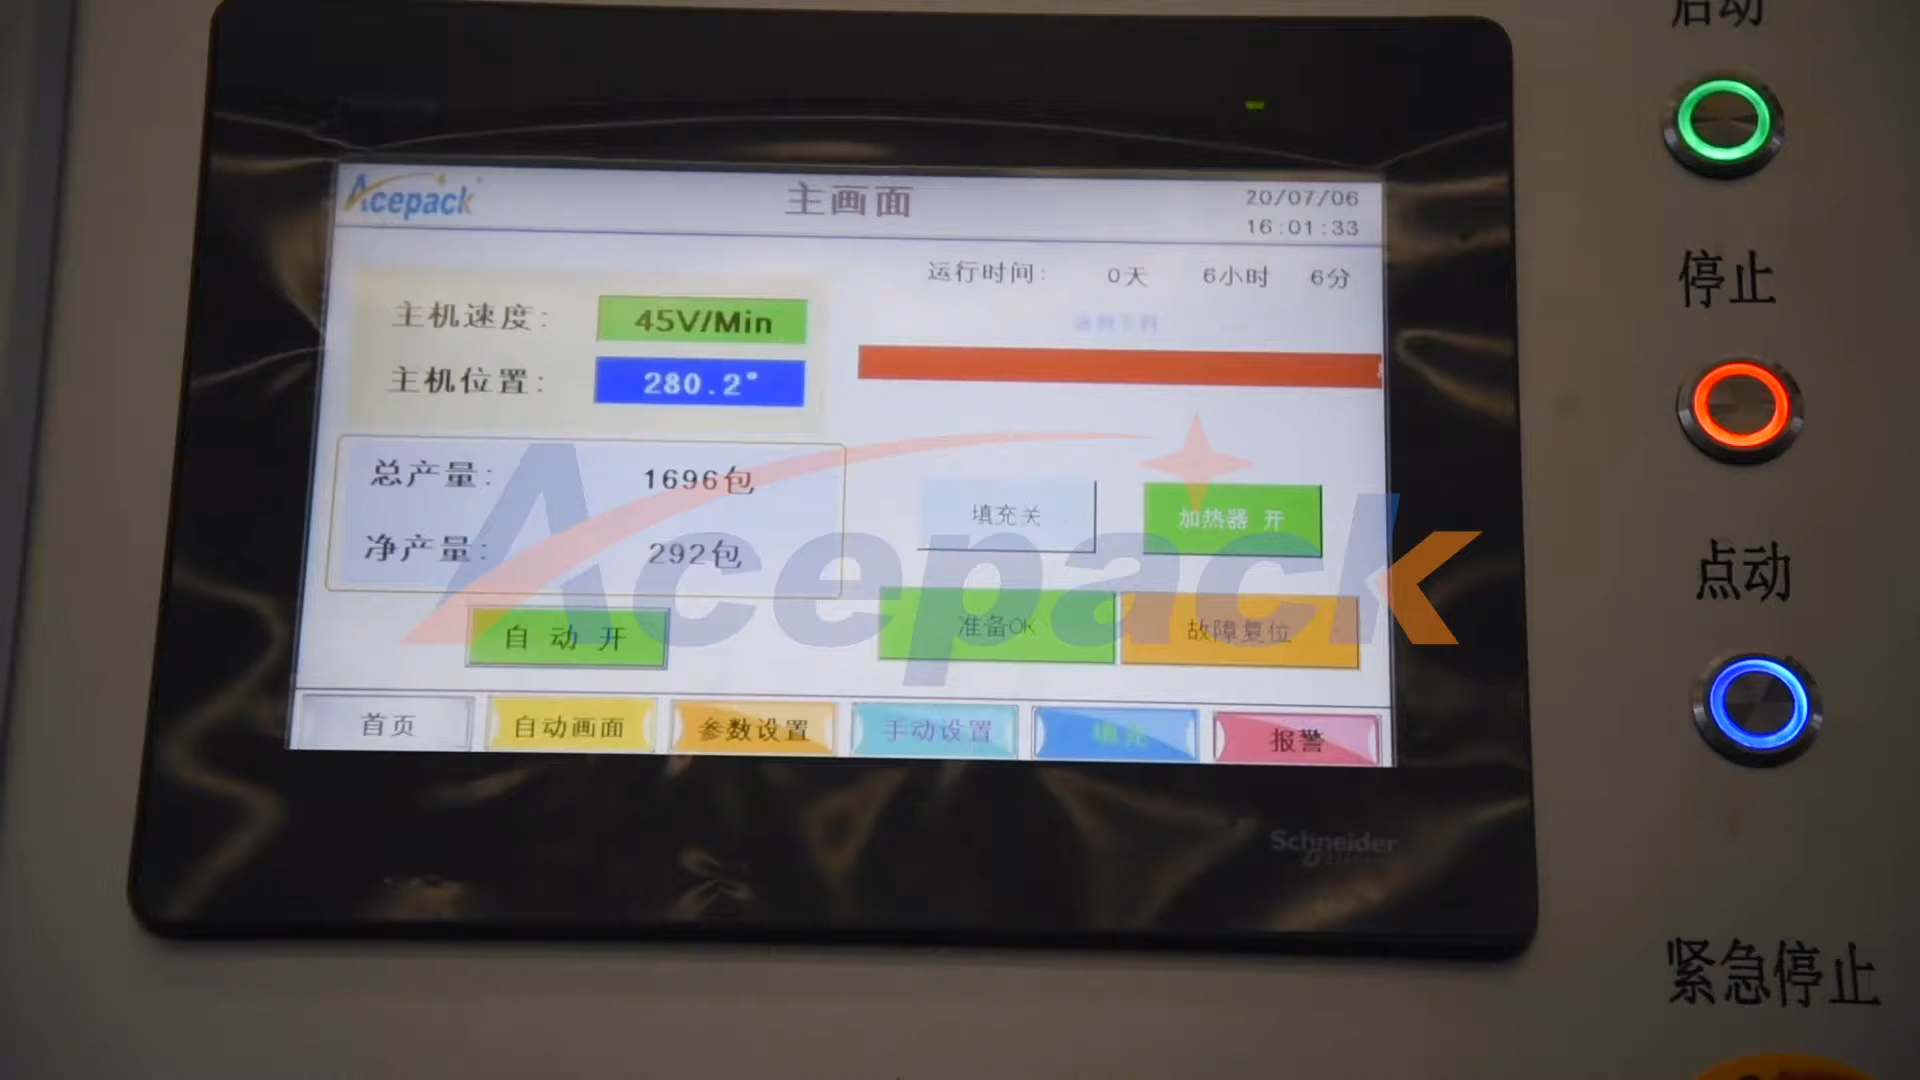 Acepack
主画面
20/07/06
16:01:33
运行时间: 0天 6小时 6分
主机速度: 45V/Min
主机位置: 280.2°
总产量: 1696包
净产量: 292包
填充关
加热器 开
自 动 开
准备OK
故障复位
首页
自动画面
参数设置
手动设置
填充
报警
Schneider
启动
停止
点动
紧急停止
Acepack